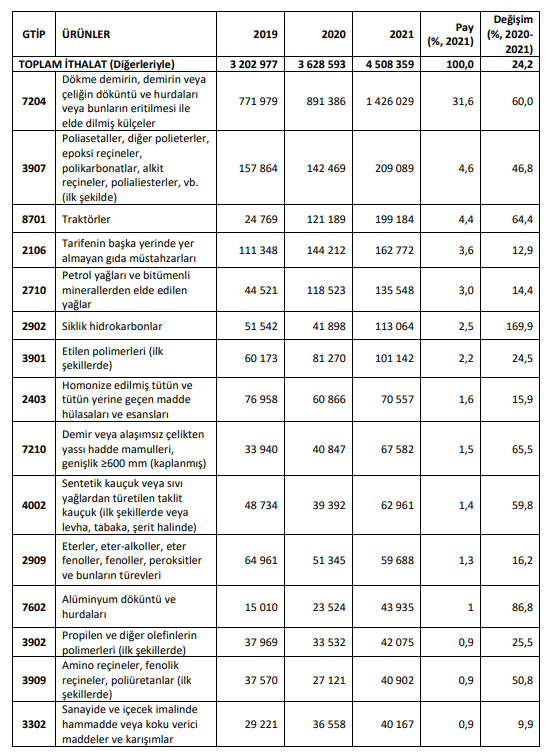 GTİP ÜRÜNLER 2019 2020 2021 Pay (%, 2021) Değişim (%, 2020-2021)
TOPLAM İTHALAT (Diğerleriyle) 3 202 977 3 628 593 4 508 359 100,0 24,2
Dökme demirin, demirin veya
çeliğin döküntü ve hurdaları
7204 veya bunların eritilmesi ile 771 979 891 386 1 426 029 31,6 60,0
elde dilmiş külçeler
Poliasetaller, diğer polieterler,
epoksi reçineler,
3907 polikarbonatlar, alkit 157 864 142 469 209 089 4,6 46,8
reçineler, polialiesterler, vb.
(ilk şekilde)
8701 Traktörler 24 769 121 189 199 184 4,4 64,4
2106 Tarifenin başka yerinde yer 111 348 144 212 162 772 3,6 12,9
almayan gıda müstahzarları
Petrol yağları ve bitümenli
2710 minerallerden elde edilen 44 521 118 523 135 548 3,0 14,4
yağlar
2902 Siklik hidrokarbonlar 51 542 41 898 113 064 2,5 169,9
3901 Etilen polimerleri (ilk 60 173 81 270 101 142 2,2 24,5
şekillerde)
Homonize edilmiş tütün ve
2403 tütün yerine geçen madde 76 958 60 866 70 557 1,6 15,9
hülasaları ve esansları
Demir veya alaşımsız çelikten
7210 yassı hadde mamulleri, 33 940 40 847 67 582 1,5 65,5
genişlik ≥600 mm (kaplanmış)
Sentetik kauçuk veya sıvı
yağlardan türetilen taklit
4002 kauçuk (ilk şekillerde veya 48 734 39 392 62 961 1,4 59,8
levha, tabaka, şerit halinde)
Eterler, eter-alkoller, eter
2909 fenoller, fenoller, peroksitler 64 961 51 345 59 688 1,3 16,2
ve bunların türevleri
7602 Alüminyum döküntü ve 15 010 23 524 43 935 1 86,8
hurdaları
3902 Propilen ve diğer olefinlerin 37 969 33 532 42 075 0,9 25,5
polimerleri (ilk şekillerde)
Amino reçineler, fenolik
3909 reçineler, poliüretanlar (ilk 37 570 27 121 40 902 0,9 50,8
şekillerde)
Sanayide ve içecek imalinde
3302 hammadde veya koku verici 29 221 36 558 40 167 0,9 9,9
maddeler ve karışımlar